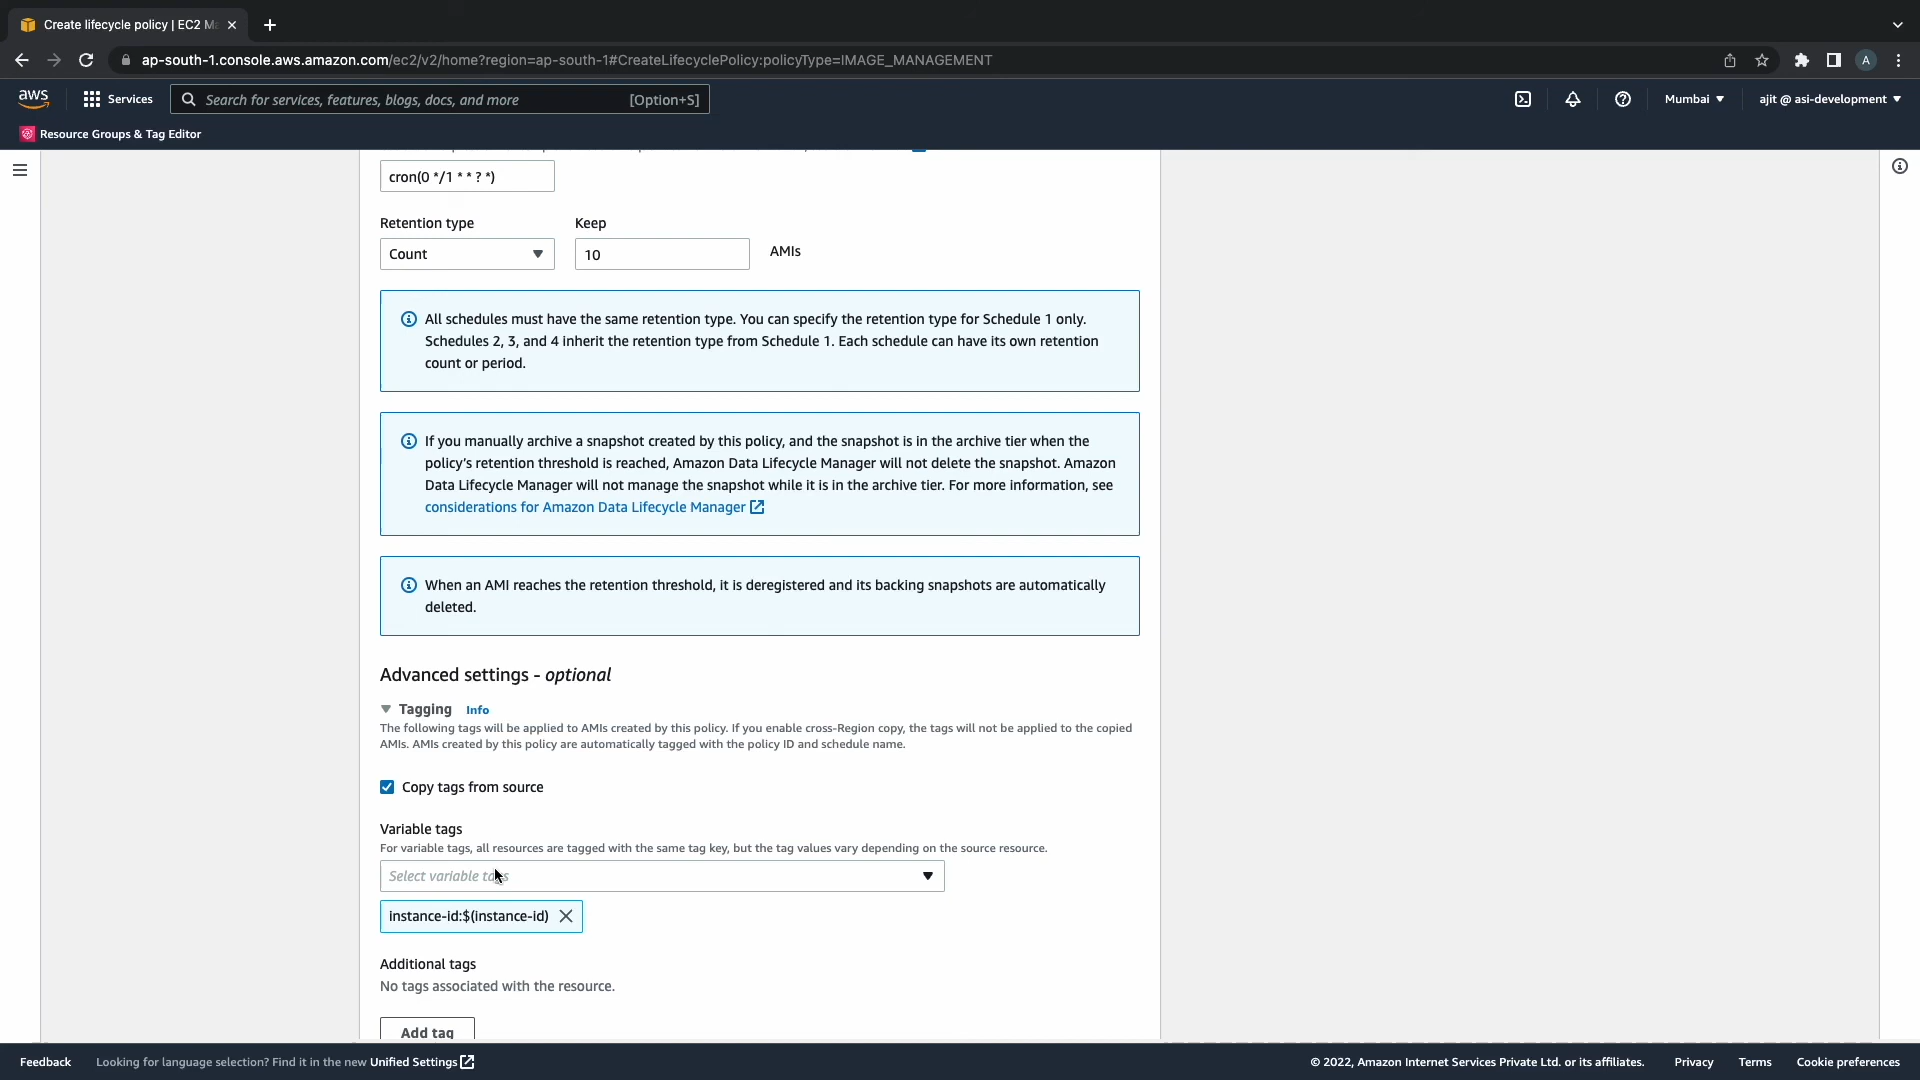 Create lifecycle policy | EC2 Ma
ap-south-1.console.aws.amazon.com/ec2/v2/home?region=ap-south-1#CreateLifecyclePolicy:policyType=IMAGE_MANAGEMENT
A
aws
Services
Search for services, features, blogs, docs, and more
[Option+S]
Mumbai
ajit @ asi-development
Resource Groups & Tag Editor
cron(0 */1 * * ? *)
Retention type
Keep
Count
10
AMIs
All schedules must have the same retention type. You can specify the retention type for Schedule 1 only.
Schedules 2, 3, and 4 inherit the retention type from Schedule 1. Each schedule can have its own retention
count or period.
If you manually archive a snapshot created by this policy, and the snapshot is in the archive tier when the
policy's retention threshold is reached, Amazon Data Lifecycle Manager will not delete the snapshot. Amazon
Data Lifecycle Manager will not manage the snapshot while it is in the archive tier. For more information, see
considerations for Amazon Data Lifecycle Manager
When an AMI reaches the retention threshold, it is deregistered and its backing snapshots are automatically
deleted.
Advanced settings - optional
Tagging Info
The following tags will be applied to AMIs created by this policy. If you enable cross-Region copy, the tags will not be applied to the copied
AMIs. AMIs created by this policy are automatically tagged with the policy ID and schedule name.
Copy tags from source
Variable tags
For variable tags, all resources are tagged with the same tag key, but the tag values vary depending on the source resource.
Select variable tags
instance-id:$(instance-id)
Additional tags
No tags associated with the resource.
Add tag
Feedback
Looking for language selection? Find it in the new Unified Settings
© 2022, Amazon Internet Services Private Ltd. or its affiliates.
Privacy
Terms
Cookie preferences